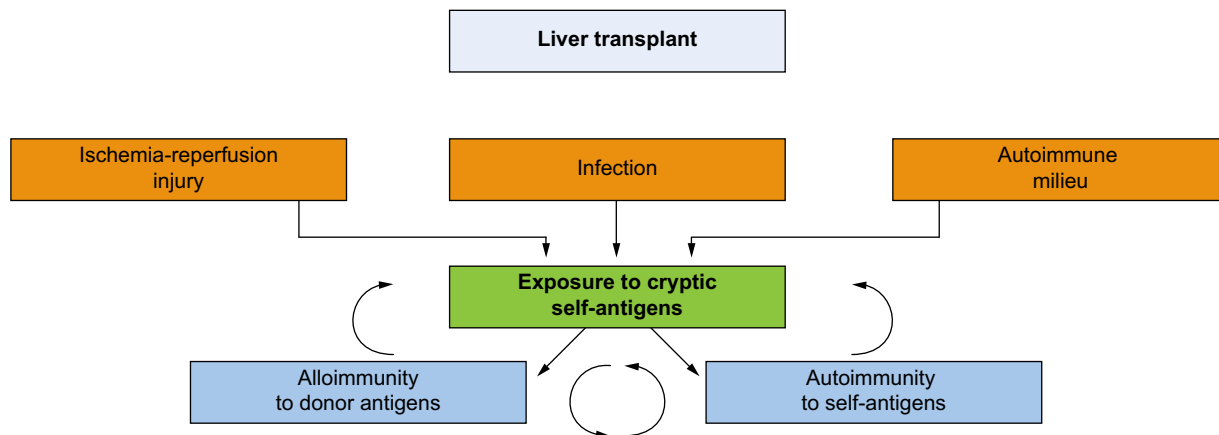 Liver transplant
Ischemia-reperfusion
injury
Infection
Autoimmune
milieu
Exposure to cryptic
self-antigens
Alloimmunity
to donor antigens
Autoimmunity
to self-antigens